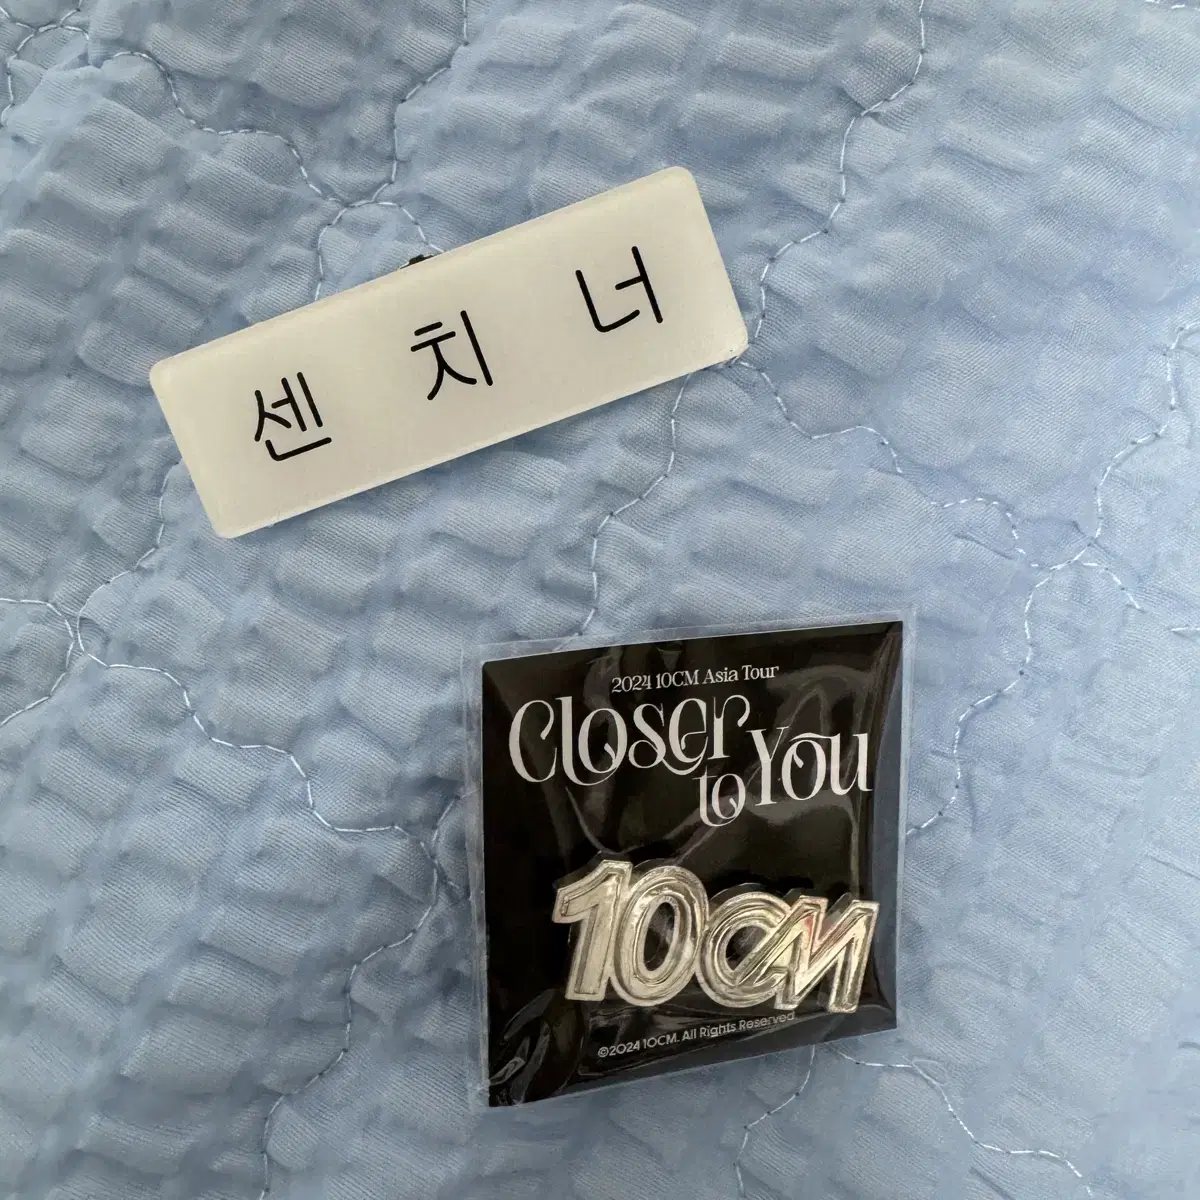 센 치 너
2024 10CM Asia Tour
Closer
to You
10CM
©2024 10CM. All Rights Reserved